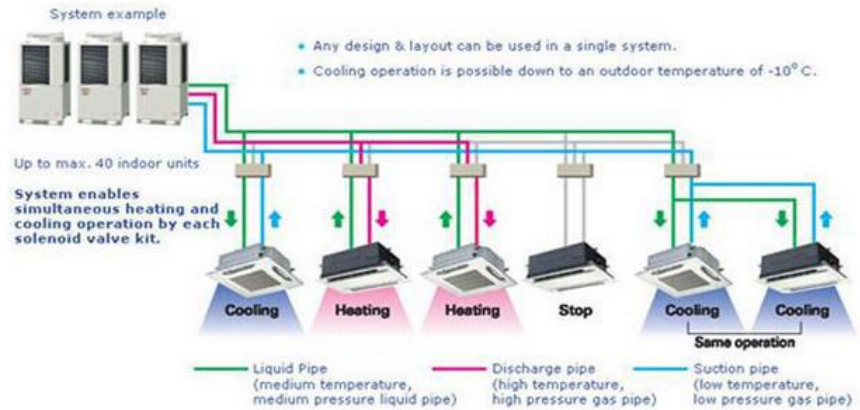 System example
• Any design & layout can be used in a single system.
• Cooling operation is possible down to an outdoor temperature of -10° C.
Up to max. 40 indoor units
System enables
simultaneous heating and
cooling operation by each
solenoid valve kit.
Cooling
Heating
Heating
Stop
Cooling
Cooling
Same operation
Liquid Pipe
(medium temperature,
medium pressure liquid pipe)
Discharge pipe
(high temperature,
high pressure gas pipe)
Suction pipe
(low temperature,
low pressure gas pipe)